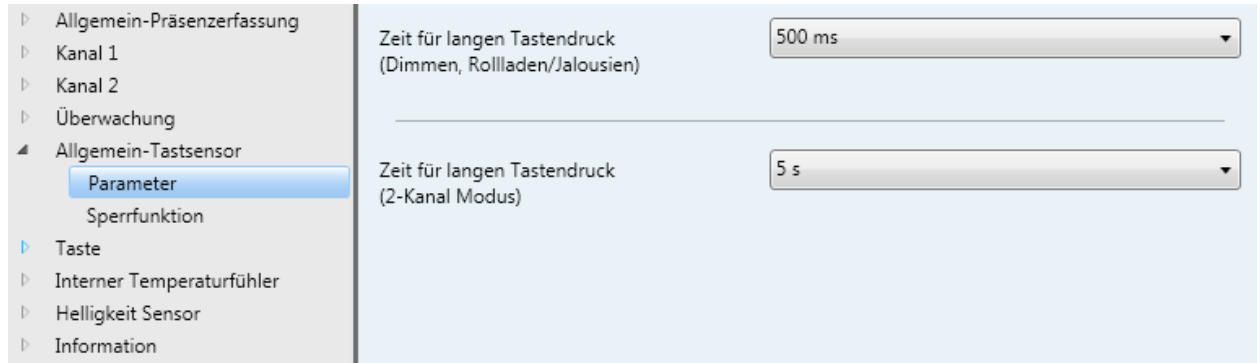 Allgemein-Präsenzerfassung
Kanal 1
Kanal 2
Überwachung
Allgemein-Tastsensor
Parameter
Sperrfunktion
Taste
Interner Temperaturfühler
Helligkeit Sensor
Information
Zeit für langen Tastendruck
(Dimmen, Rollladen/Jalousien)
500 ms
Zeit für langen Tastendruck
(2-Kanal Modus)
5 s